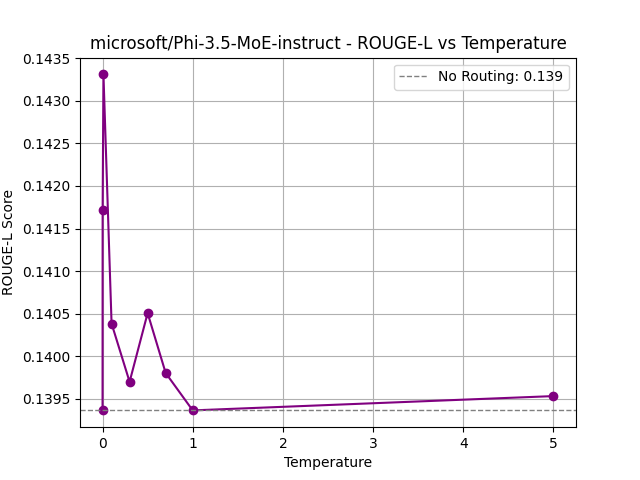 microsoft/Phi-3.5-MoE-instruct - ROUGE-L vs Temperature
No Routing: 0.139
ROUGE-L Score
0.1435
0.1430
0.1425
0.1420
0.1415
0.1410
0.1405
0.1400
0.1395
0 1 2 3 4 5
Temperature